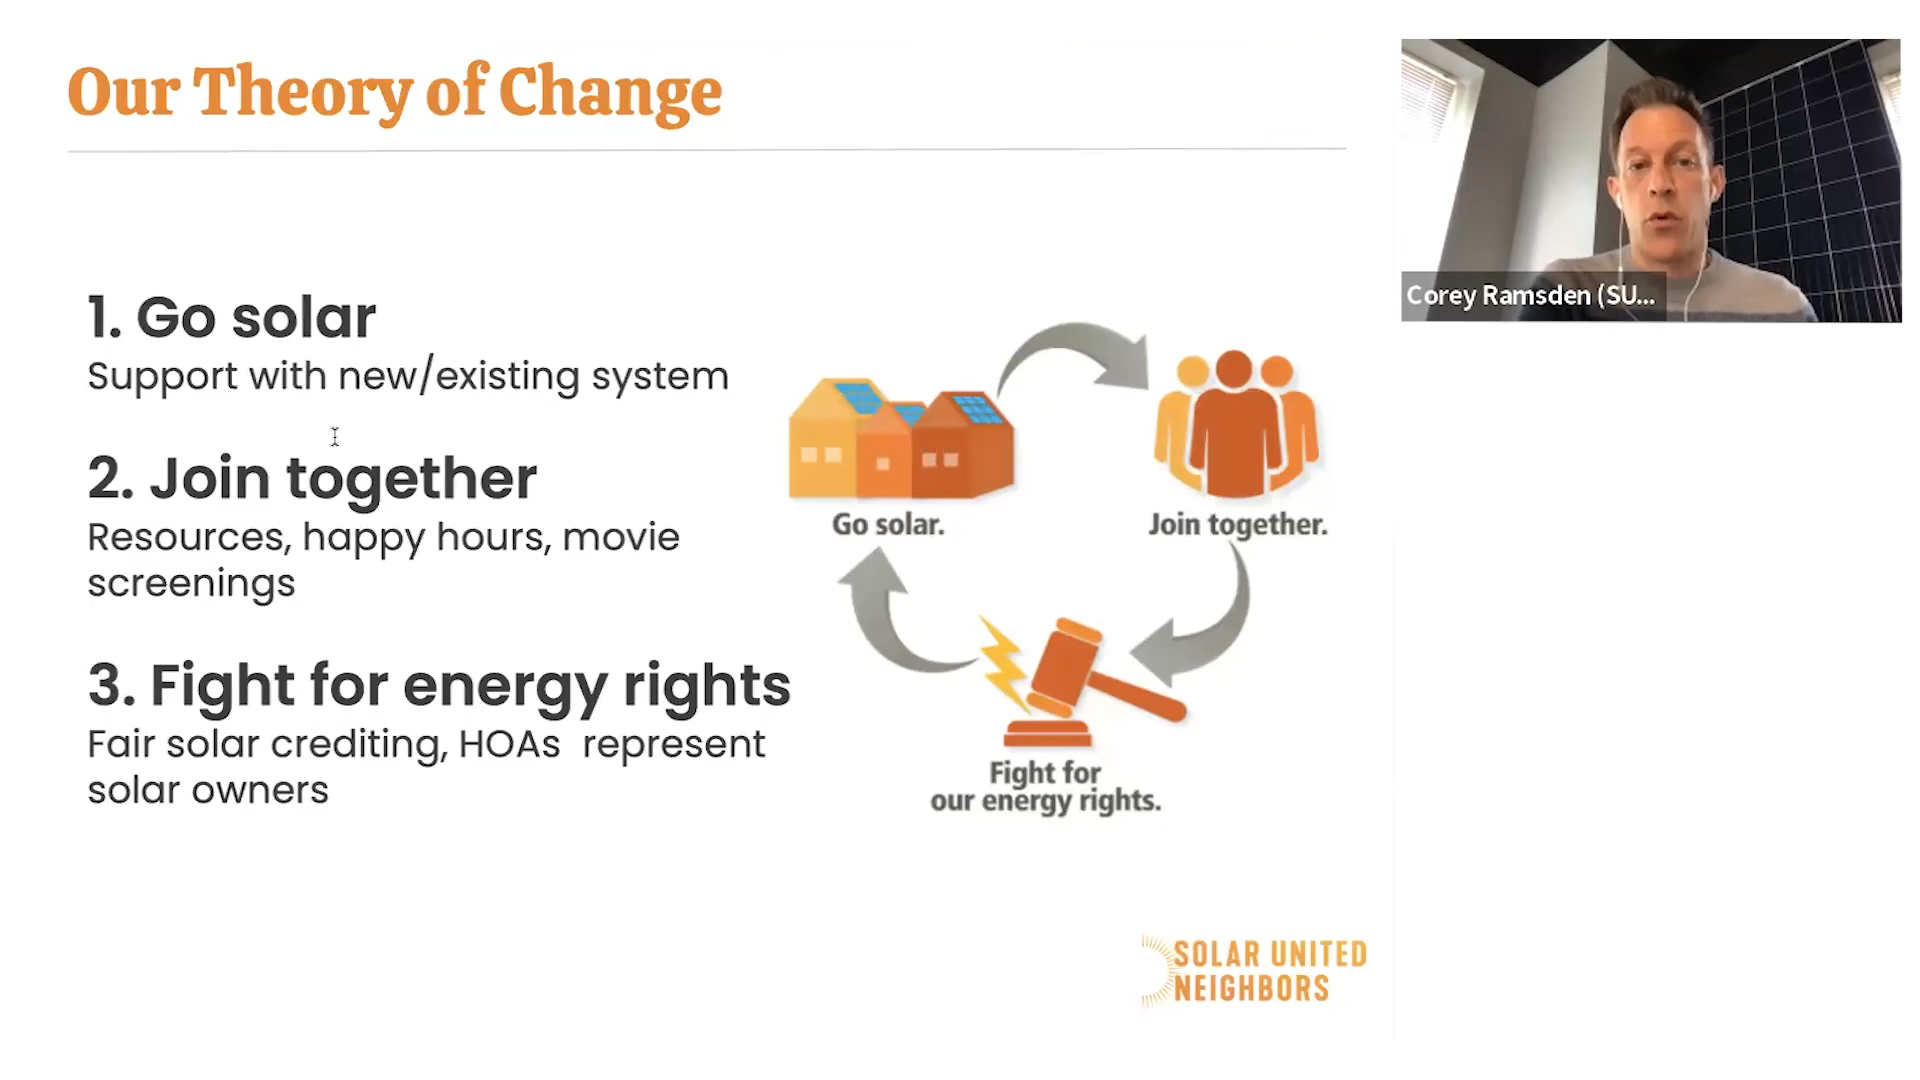 Our Theory of Change
1. Go solar
Support with new/existing system
2. Join together
Resources, happy hours, movie
screenings
3. Fight for energy rights
Fair solar crediting, HOAs  represent
solar owners
Go solar.
Join together.
Fight for
our energy rights.
SOLAR UNITED
NEIGHBORS
Corey Ramsden (SU...